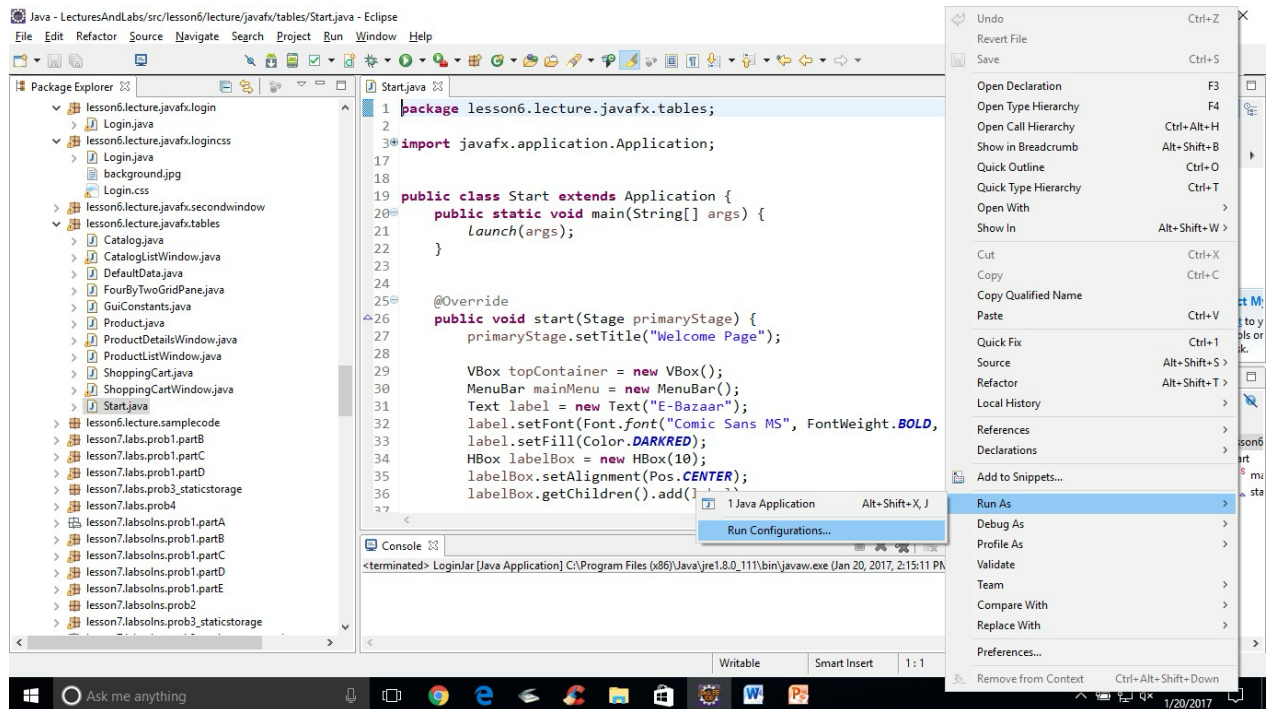 Java - LecturesAndLabs/src/lesson6/lecture/javafx/tables/Start.java - Eclipse
File Edit Refactor Source Navigate Search Project Run Window Help
Package Explorer
lesson6.lecture.javafx.login
Login.java
lesson6.lecture.javafx.logincss
Login.java
background.jpg
Login.css
lesson6.lecture.javafx.secondwindow
lesson6.lecture.javafx.tables
Catalog.java
CatalogListWindow.java
DefaultData.java
FourByTwoGridPane.java
GuiConstants.java
Product.java
ProductDetailsWindow.java
ProductListWindow.java
ShoppingCart.java
ShoppingCartWindow.java
Start.java
lesson6.lecture.samplecode
lesson7.labs.prob1.partB
lesson7.labs.prob1.partC
lesson7.labs.prob1.partD
lesson7.labs.prob3_staticstorage
lesson7.labs.prob4
lesson7.labsolns.prob1.partA
lesson7.labsolns.prob1.partB
lesson7.labsolns.prob1.partC
lesson7.labsolns.prob1.partD
lesson7.labsolns.prob1.partE
lesson7.labsolns.prob2
lesson7.labsolns.prob3_staticstorage
Start.java
1 package lesson6.lecture.javafx.tables;
2
3 import javafx.application.Application;
17
18
19 public class Start extends Application {
20 public static void main(String[] args) {
21 launch(args);
22 }
23
24
25 @Override
26 public void start(Stage primaryStage) {
27 primaryStage.setTitle("Welcome Page");
28
29 VBox topContainer = new VBox();
30 MenuBar mainMenu = new MenuBar();
31 Text label = new Text("E-Bazaar");
32 label.setFont(Font.font("Comic Sans MS", FontWeight.BOLD,
33 label.setFill(Color.DARKRED);
34 HBox labelBox = new HBox(10);
35 labelBox.setAlignment(Pos.CENTER);
36 labelBox.getChildren().add(
37
Console
<terminated> LoginJar [Java Application] C:\Program Files (x86)\Java\jre1.8.0_111\bin\javaw.exe (Jan 20, 2017, 2:15:11 PM
Writable Smart Insert 1 : 1
1 Java Application Alt+Shift+X, J
Run Configurations...
Undo Ctrl+Z
Revert File
Save Ctrl+S
Open Declaration F3
Open Type Hierarchy F4
Open Call Hierarchy Ctrl+Alt+H
Show in Breadcrumb Alt+Shift+B
Quick Outline Ctrl+O
Quick Type Hierarchy Ctrl+T
Open With
Show In Alt+Shift+W
Cut Ctrl+X
Copy Ctrl+C
Copy Qualified Name
Paste Ctrl+V
Quick Fix Ctrl+1
Source Alt+Shift+S
Refactor Alt+Shift+T
Local History
References
Declarations
Add to Snippets...
Run As
Debug As
Profile As
Validate
Team
Compare With
Replace With
Preferences...
Remove from Context Ctrl+Alt+Shift+Down
Ask me anything
1/20/2017